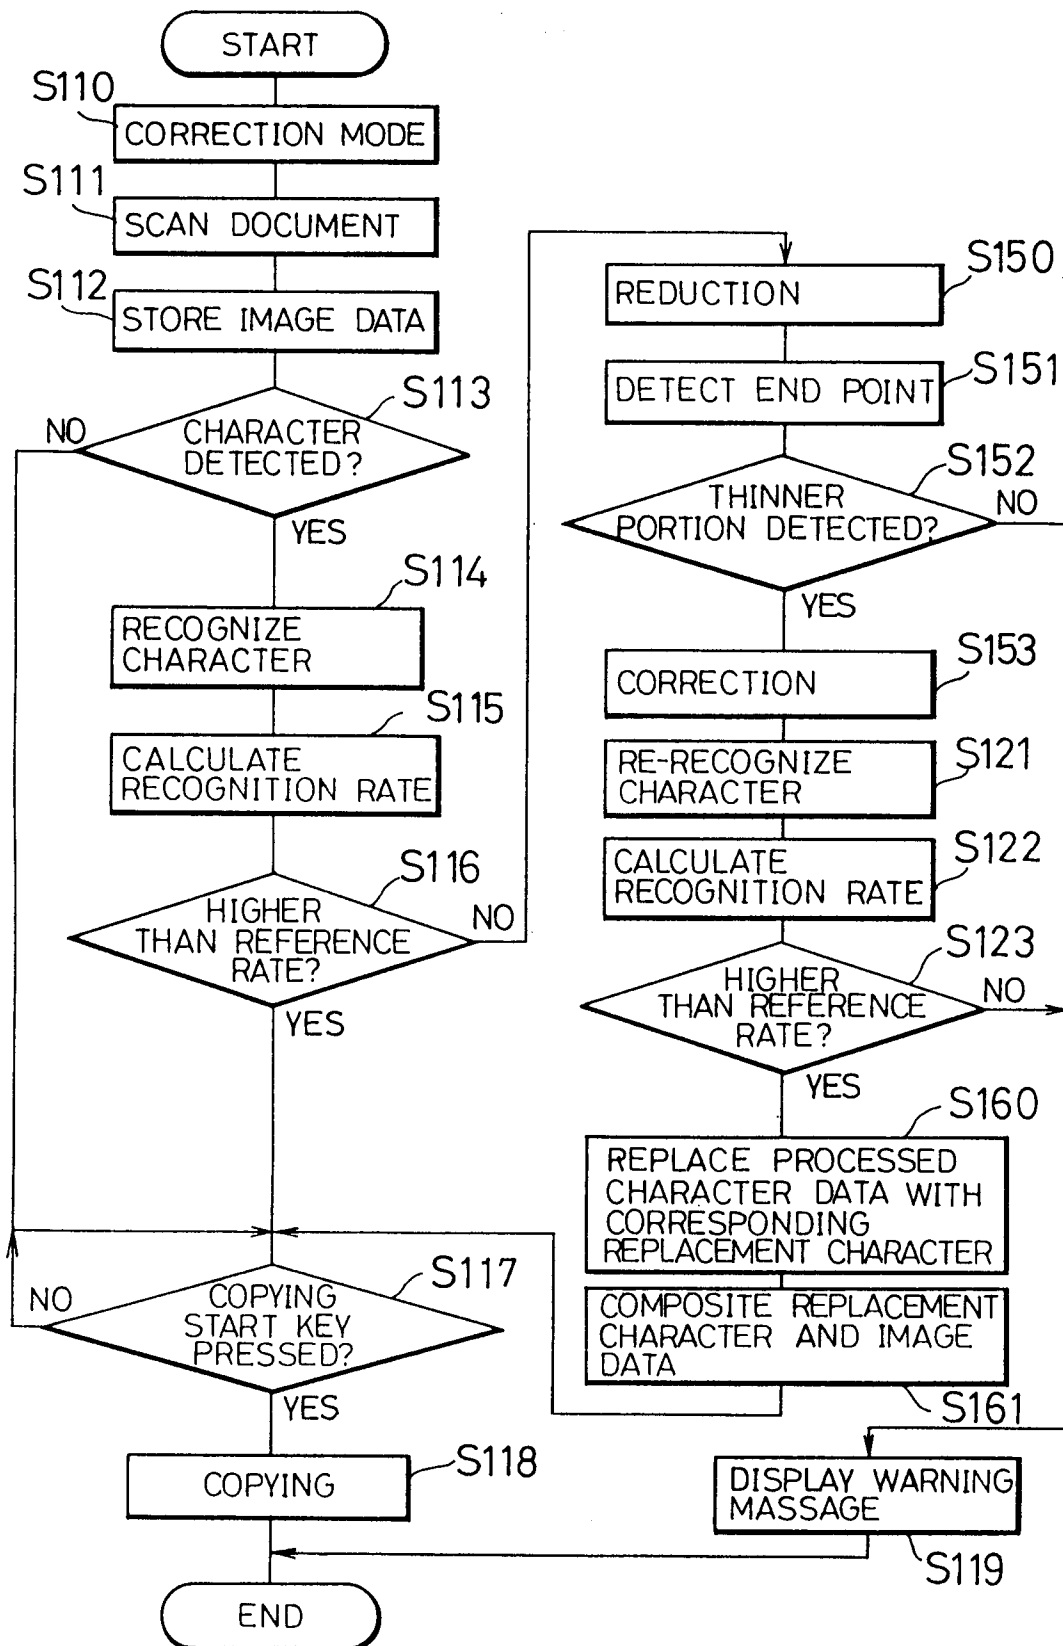 START
S110
CORRECTION MODE
S111
SCAN DOCUMENT
S112
STORE IMAGE DATA
S113
CHARACTER
DETECTED?
NO
YES
S114
RECOGNIZE
CHARACTER
S115
CALCULATE
RECOGNITION RATE
S116
HIGHER
THAN REFERENCE
RATE?
NO
YES
S117
COPYING
START KEY
PRESSED?
NO
YES
S118
COPYING
END
S150
REDUCTION
S151
DETECT END POINT
S152
THINNER
PORTION DETECTED?
NO
YES
S153
CORRECTION
S121
RE-RECOGNIZE
CHARACTER
S122
CALCULATE
RECOGNITION RATE
S123
HIGHER
THAN REFERENCE
RATE?
NO
YES
S160
REPLACE PROCESSED
CHARACTER DATA WITH
CORRESPONDING
REPLACEMENT CHARACTER
COMPOSITE REPLACEMENT
CHARACTER AND IMAGE
DATA
S161
DISPLAY WARNING
MASSAGE
S119